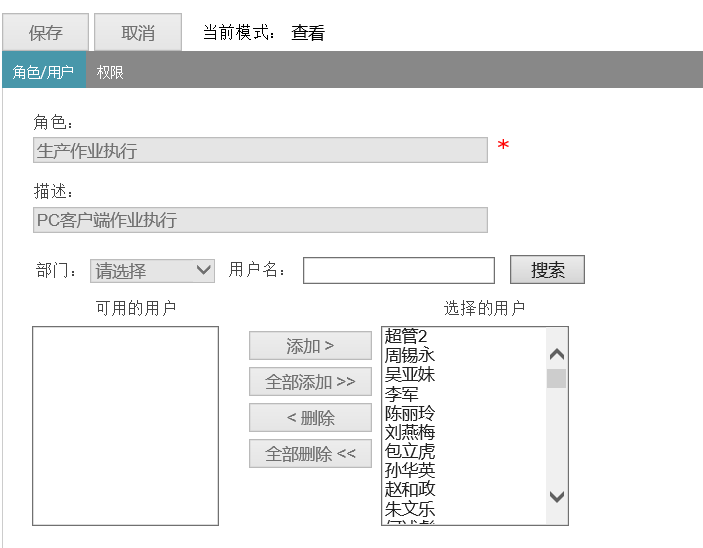 保存 取消 当前模式： 查看
角色/用户 权限
角色：
生产作业执行 *
描述：
PC客户端作业执行
部门： 请选择 用户名： 搜索
可用的用户 选择的用户
添加 >
全部添加 >>
< 删除
全部删除 <<
超管2
周锡永
吴亚妹
李军
陈丽玲
刘燕梅
包立虎
孙华英
赵和政
朱文乐